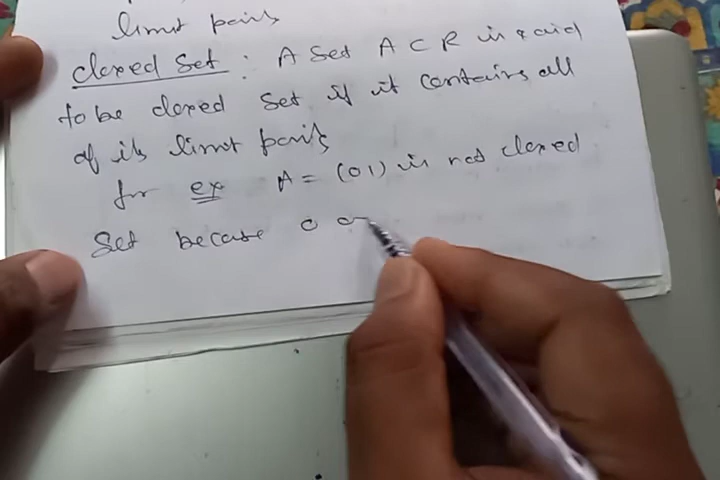 limit points
closed set : A set A ⊂ R is said
to be closed set if it contains all
of its limit points
for ex A = (0 1) is not closed
set becase 0 a